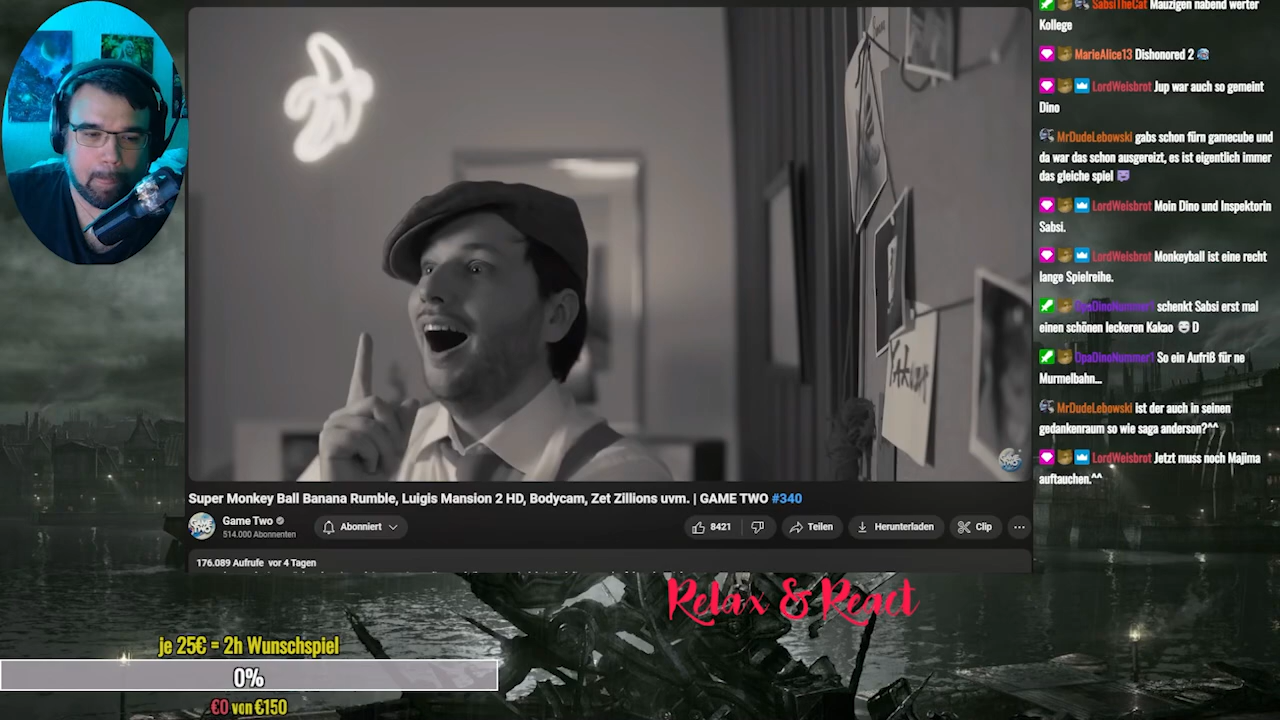 SabsiTheCat Mauzigen nabend werter
Kollege
MarieAlice13 Dishonored 2
LordWeisbrot Jup war auch so gemeint
Dino
MrDudeLebowski gabs schon fürn gamecube und
da war das schon ausgereizt, es ist eigentlich immer
das gleiche spiel
LordWeisbrot Moin Dino und Inspektorin
Sabsi.
LordWeisbrot Monkeyball ist eine recht
lange Spielreihe.
OpaDinoNummer1 schenkt Sabsi erst mal
einen schönen leckeren Kakao D
OpaDinoNummer1 So ein Aufriß für ne
Murmelbahn...
MrDudeLebowski Ist der auch in seinen
gedankenraum so wie saga anderson?^^
LordWeisbrot Jetzt muss noch Majima
auftauchen.^^
GAME TWO
Super Monkey Ball Banana Rumble, Luigis Mansion 2 HD, Bodycam, Zet Zillions uvm. | GAME TWO #340
GAME TWO
Game Two
514.000 Abonnenten
Abonniert
8421
Teilen
Herunterladen
Clip
176.089 Aufrufe vor 4 Tagen
Relax & React
je 25€ = 2h Wunschspiel
0%
€0 von €150